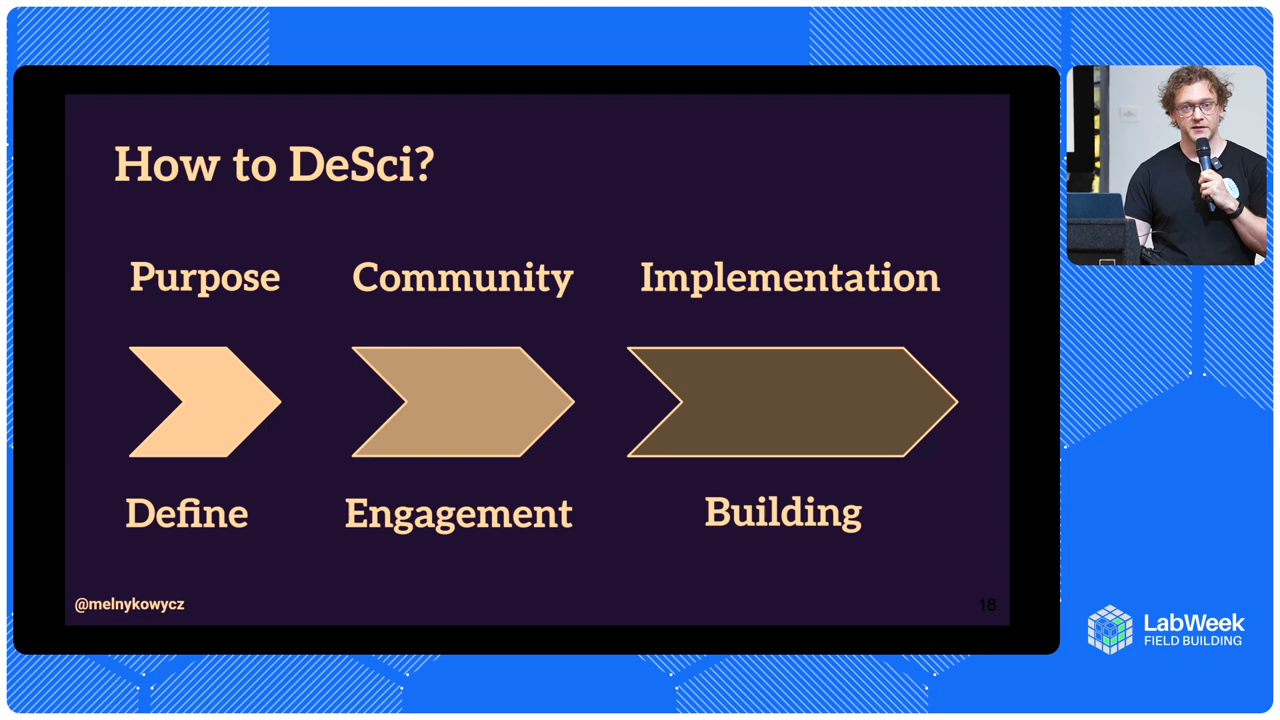 How to DeSci?
Purpose Community Implementation
Define Engagement Building
@melnykowycz
18
LabWeek
FIELD BUILDING